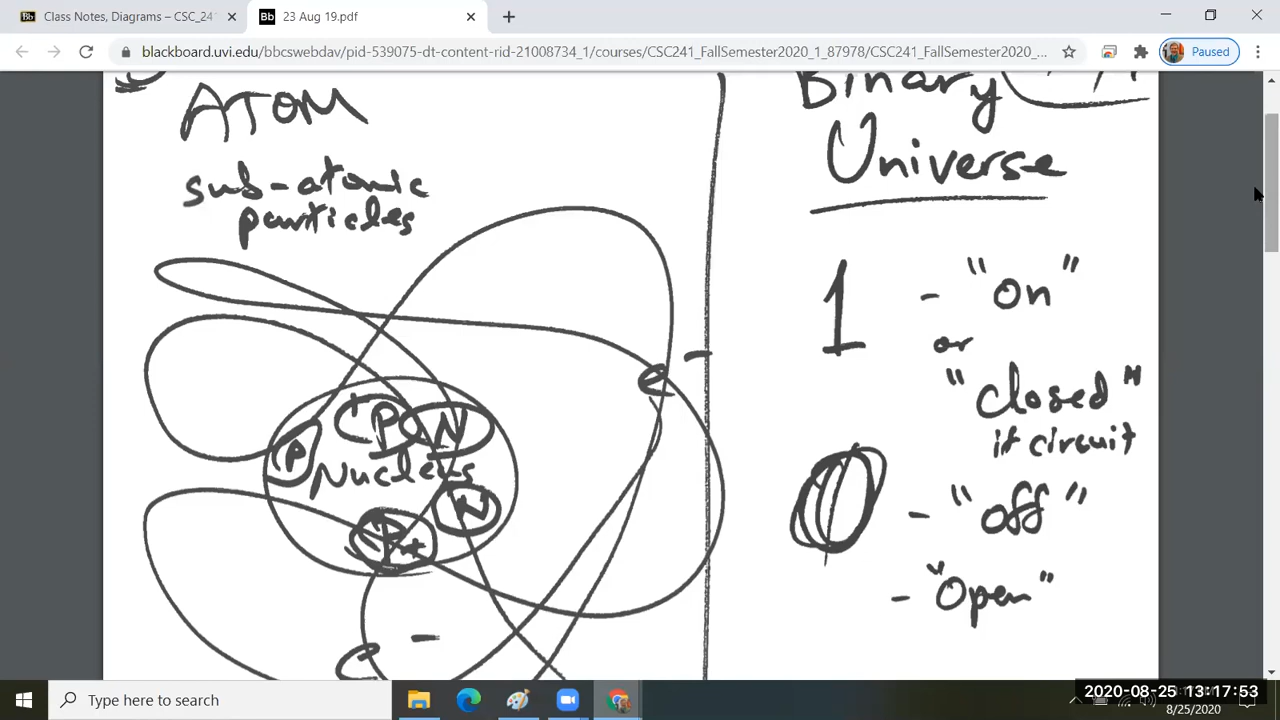 Class Notes, Diagrams – CSC_241
Bb 23 Aug 19.pdf
blackboard.uvi.edu/bbcswebdav/pid-539075-dt-content-rid-21008734_1/courses/CSC241_FallSemester2020_1_87978/CSC241_FallSemester2020_...
Paused
ATOM
sub-atomic
particles
P
P
N
Nucleus
N
P+
e -
e -
Binary
Universe
1 - "on"
or
"closed"
if circuit
0 - "off"
- "Open"
Type here to search
2020-08-25 13:17:53
8/25/2020